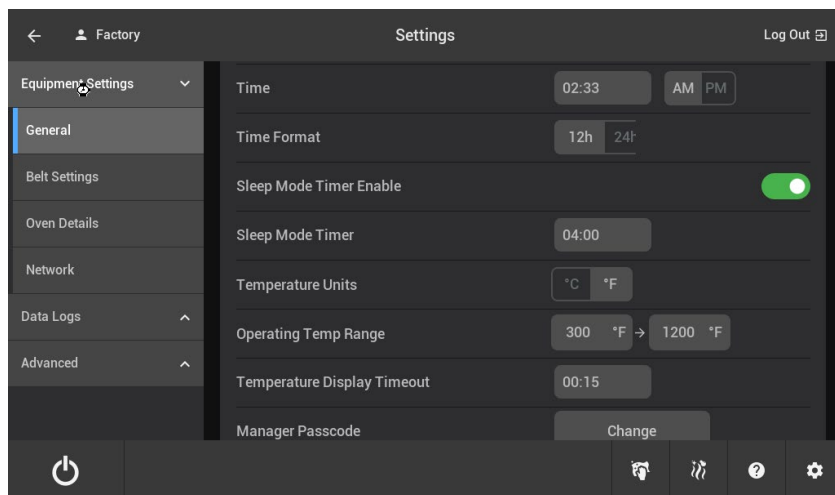 Factory
Settings
Log Out
Equipment Settings
General
Belt Settings
Oven Details
Network
Data Logs
Advanced
Time 02:33 AM PM
Time Format 12h 24h
Sleep Mode Timer Enable
Sleep Mode Timer 04:00
Temperature Units °C °F
Operating Temp Range 300 °F → 1200 °F
Temperature Display Timeout 00:15
Manager Passcode Change